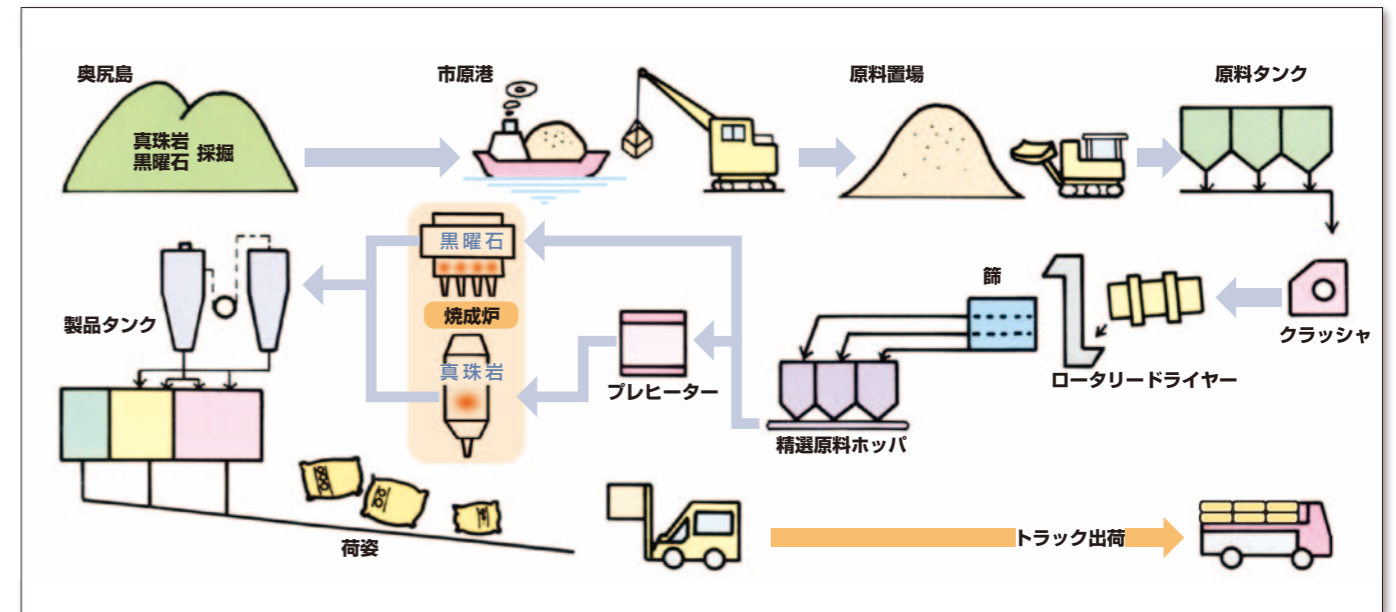 奥尻島
市原港
原料置場
原料タンク
真珠岩
黒曜石
採掘
黒曜石
焼成炉
真珠岩
製品タンク
プレヒーター
篩
クラッシャ
ロータリードライヤー
精選原料ホッパ
荷姿
トラック出荷